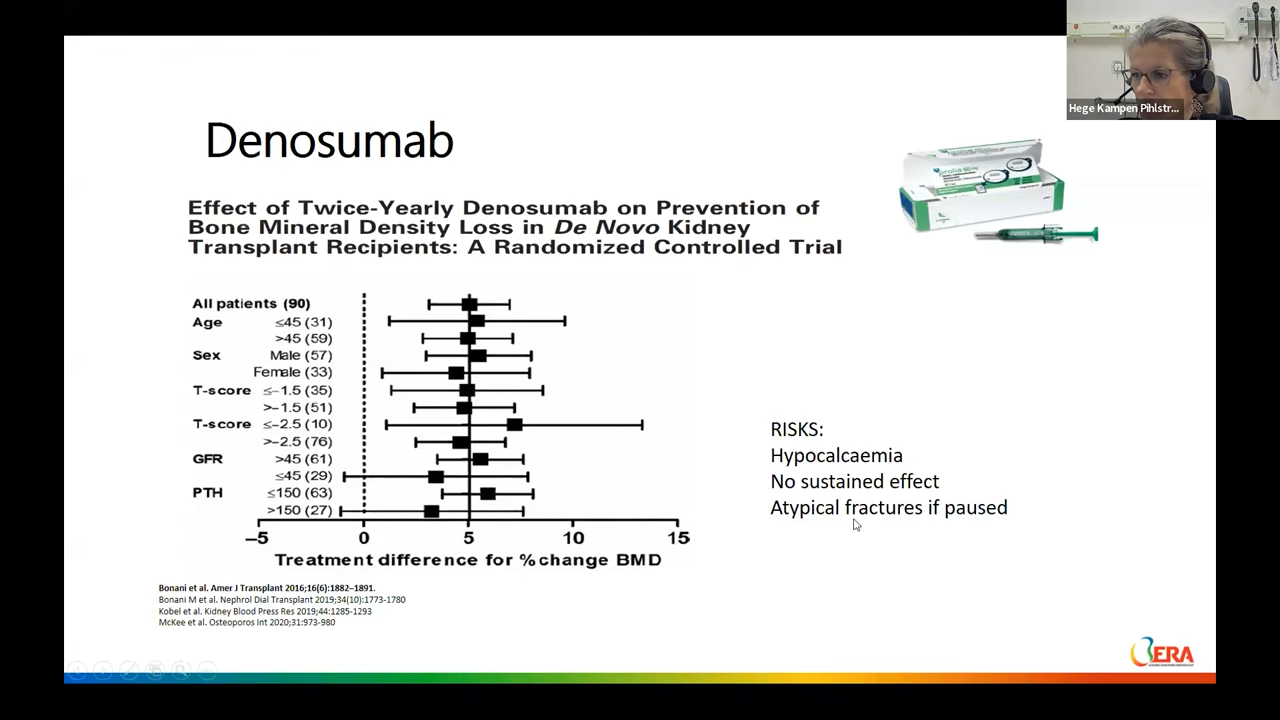 Hege Kampen Pihlstr...
Denosumab
prolia 60 mg
Effect of Twice-Yearly Denosumab on Prevention of
Bone Mineral Density Loss in De Novo Kidney
Transplant Recipients: A Randomized Controlled Trial
All patients (90)
Age ≤45 (31)
>45 (59)
Sex Male (57)
Female (33)
T-score ≤−1.5 (35)
>−1.5 (51)
T-score ≤−2.5 (10)
>−2.5 (76)
GFR >45 (61)
≤45 (29)
PTH ≤150 (63)
>150 (27)
−5 0 5 10 15
Treatment difference for %change BMD
RISKS:
Hypocalcaemia
No sustained effect
Atypical fractures if paused
Bonani et al. Amer J Transplant 2016;16(6):1882–1891.
Bonani M et al. Nephrol Dial Transplant 2019;34(10):1773-1780
Kobel et al. Kidney Blood Press Res 2019;44:1285-1293
McKee et al. Osteoporos Int 2020;31:973-980
ERA